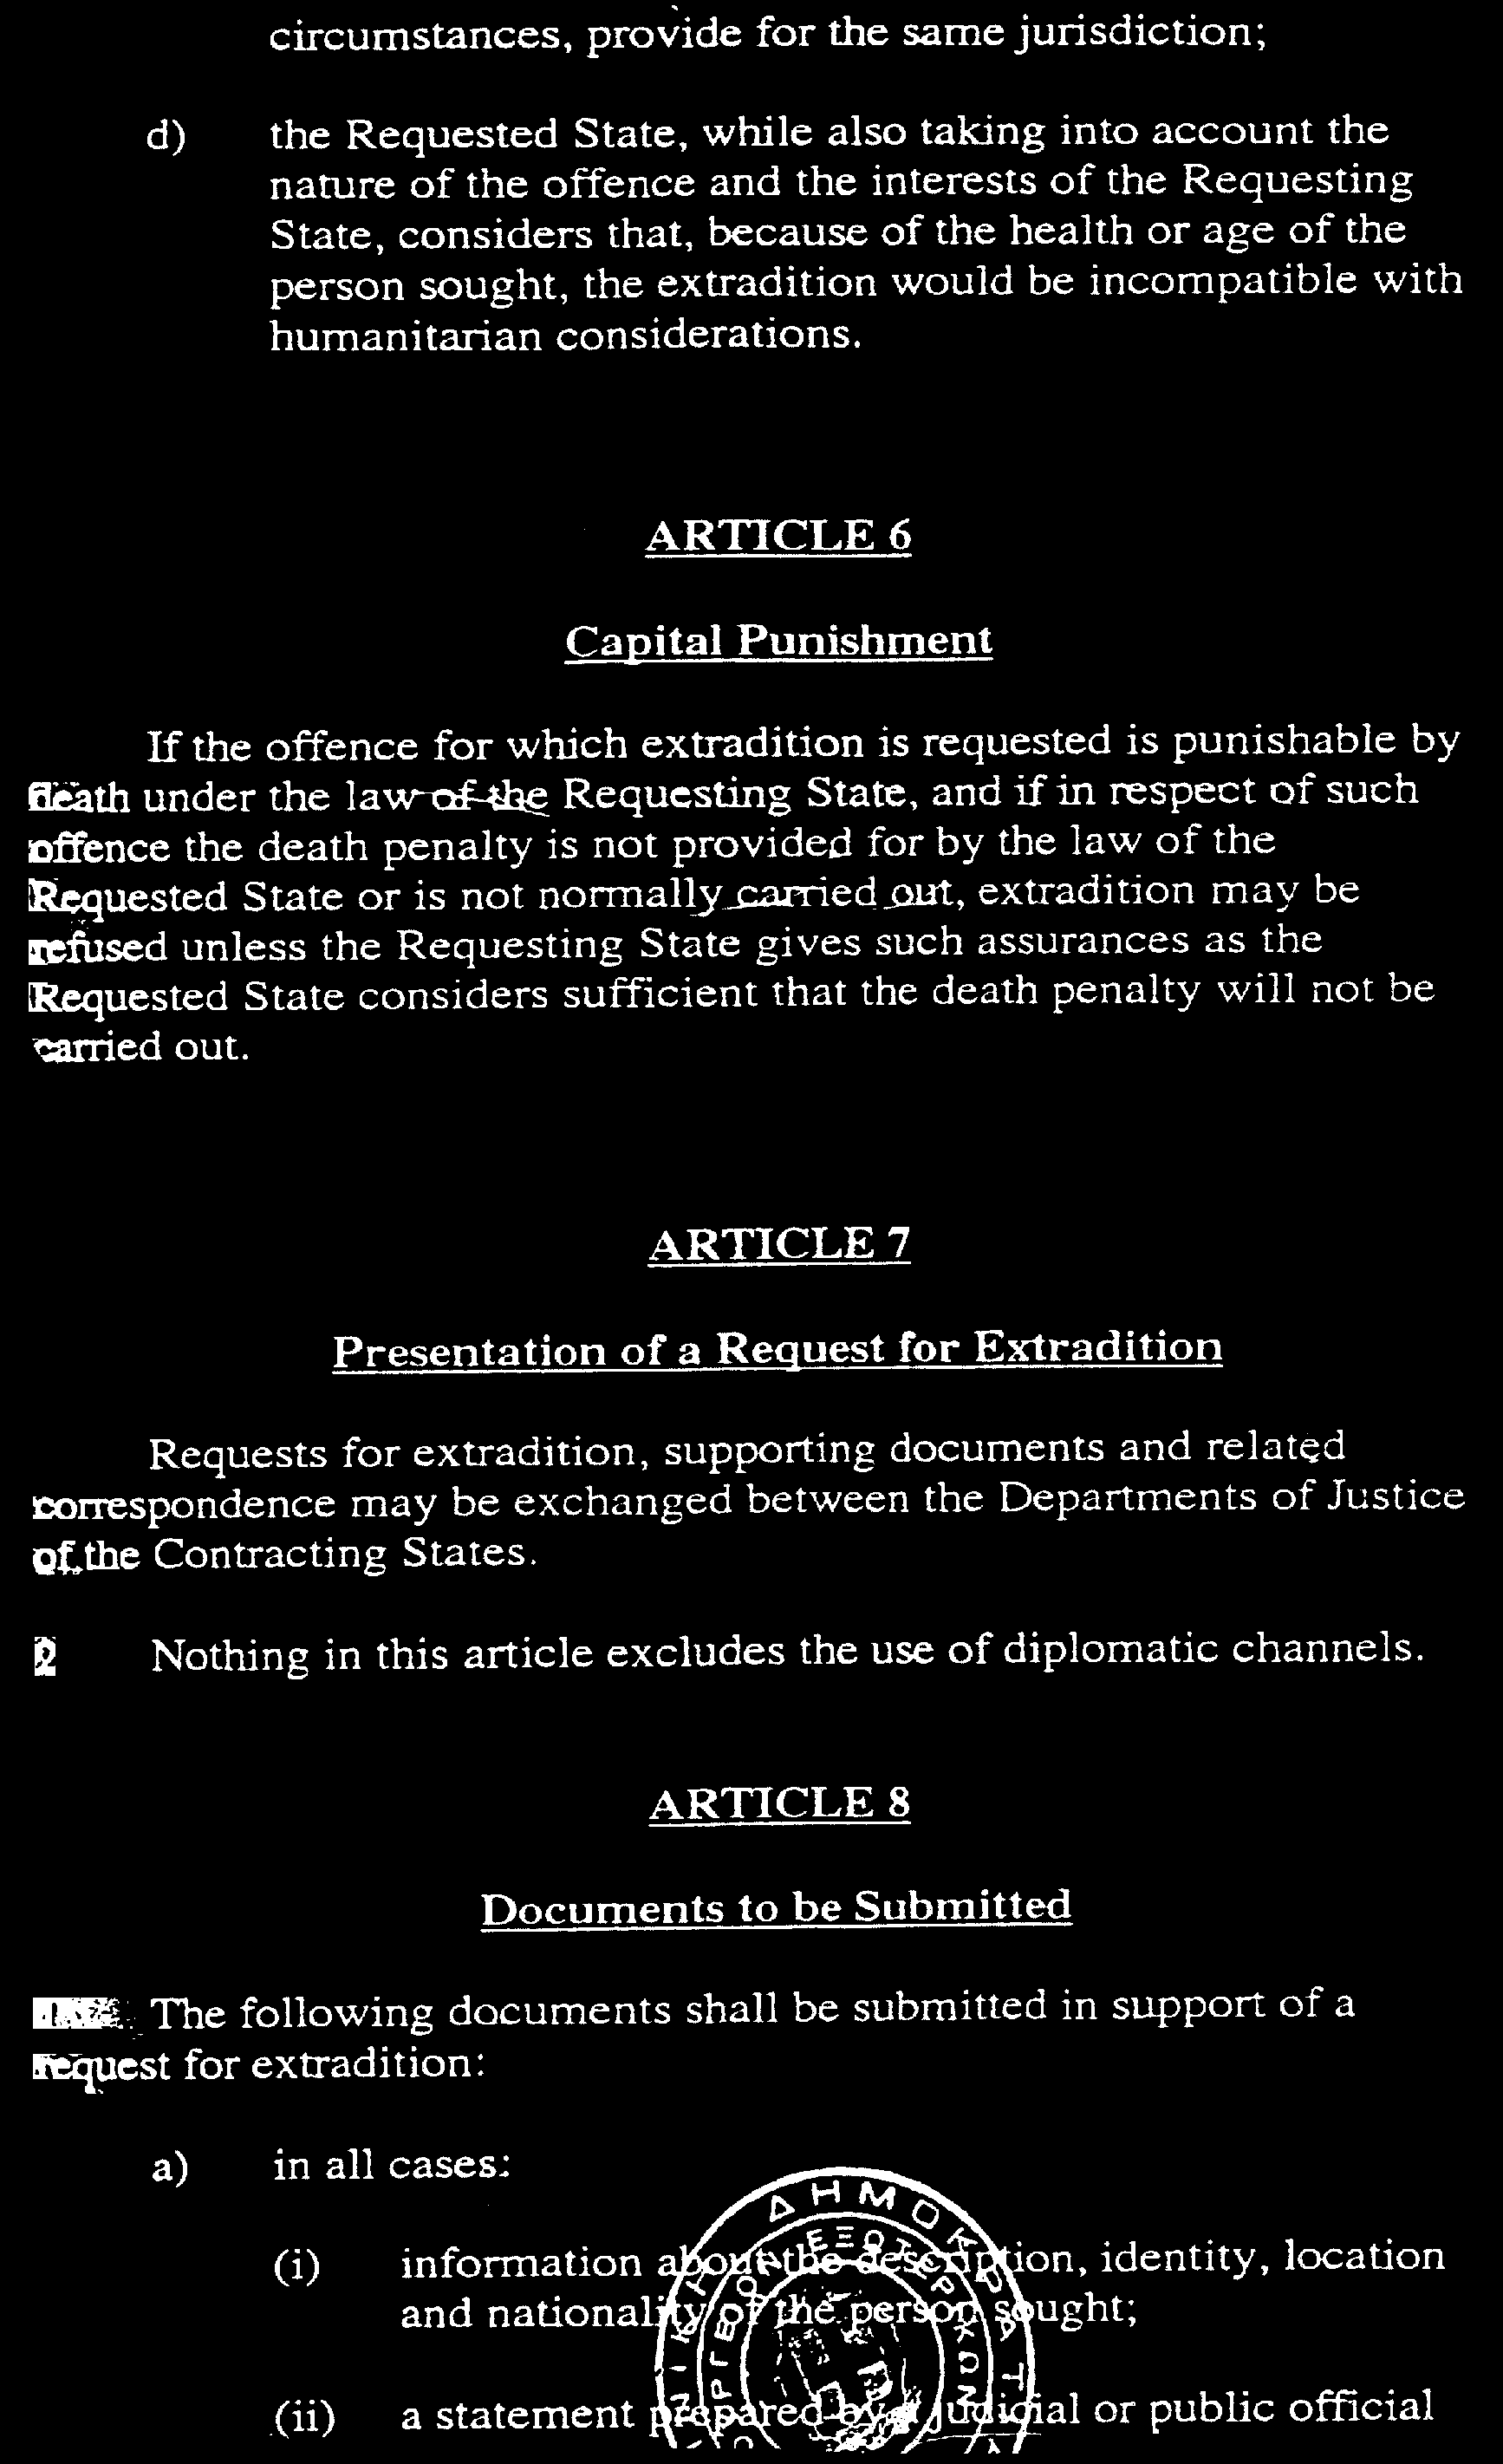 circumstances, provide for the same jurisdiction;
d) the Requested State, while also taking into account the
nature of the offence and the interests of the Requesting
State, considers that, because of the health or age of the
person sought, the extradition would be incompatible with
humanitarian considerations.
ARTICLE 6
Capital Punishment
If the offence for which extradition is requested is punishable by
death under the law of the Requesting State, and if in respect of such
offence the death penalty is not provided for by the law of the
Requested State or is not normally carried out, extradition may be
refused unless the Requesting State gives such assurances as the
Requested State considers sufficient that the death penalty will not be
carried out.
ARTICLE 7
Presentation of a Request for Extradition
Requests for extradition, supporting documents and related
correspondence may be exchanged between the Departments of Justice
of the Contracting States.
2 Nothing in this article excludes the use of diplomatic channels.
ARTICLE 8
Documents to be Submitted
The following documents shall be submitted in support of a
request for extradition:
a) in all cases:
(i) information about the description, identity, location
and nationality of the person sought;
(ii) a statement prepared by a judicial or public official